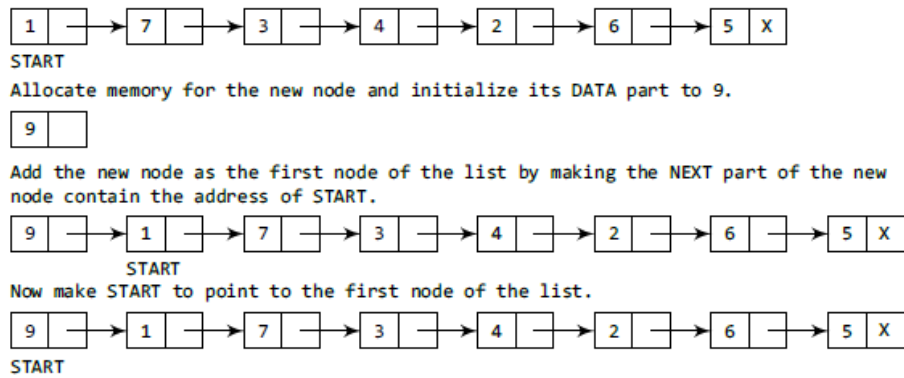 1 7 3 4 2 6 5 X
START
Allocate memory for the new node and initialize its DATA part to 9.
9
Add the new node as the first node of the list by making the NEXT part of the new
node contain the address of START.
9 1 7 3 4 2 6 5 X
START
Now make START to point to the first node of the list.
9 1 7 3 4 2 6 5 X
START